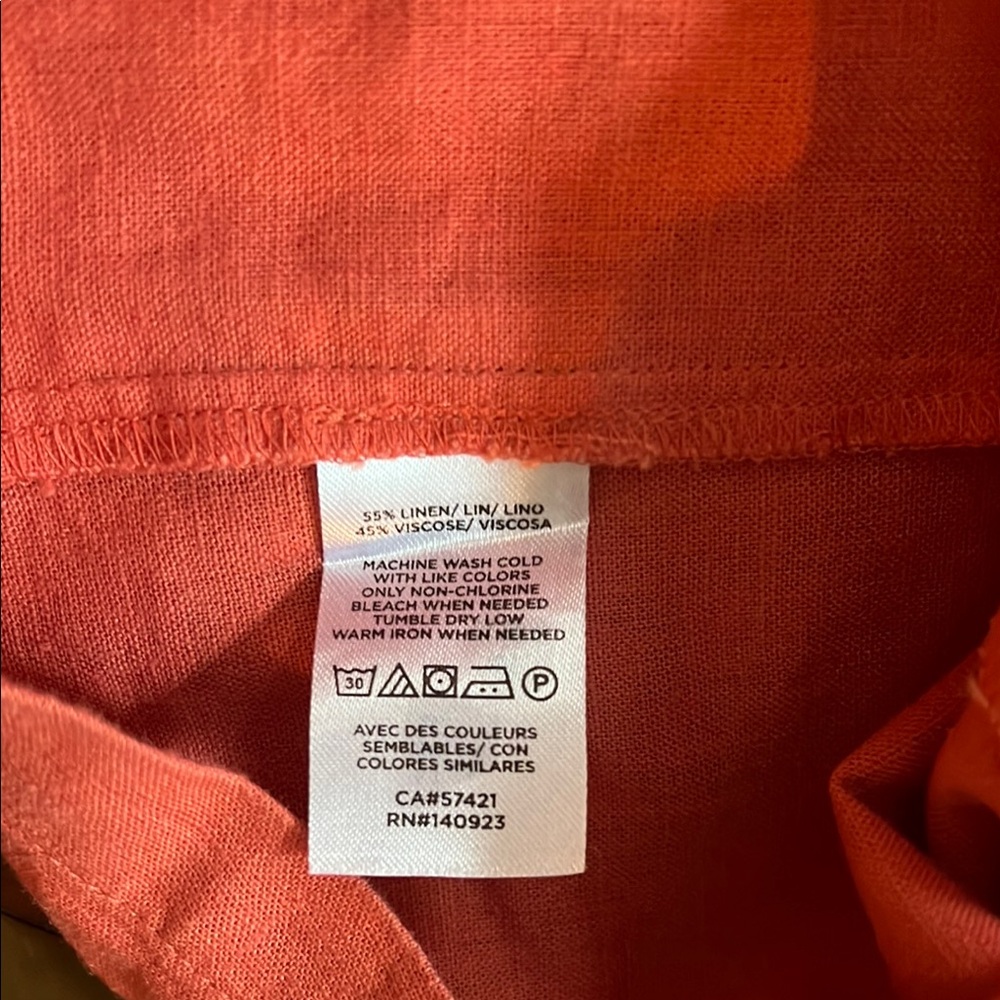 55% LINEN/ LIN/ LINO
45% VISCOSE/ VISCOSA
MACHINE WASH COLD
WITH LIKE COLORS
ONLY NON-CHLORINE
BLEACH WHEN NEEDED
TUMBLE DRY LOW
WARM IRON WHEN NEEDED
30 P
AVEC DES COULEURS
SEMBLABLES/ CON
COLORES SIMILARES
CA#57421
RN#140923